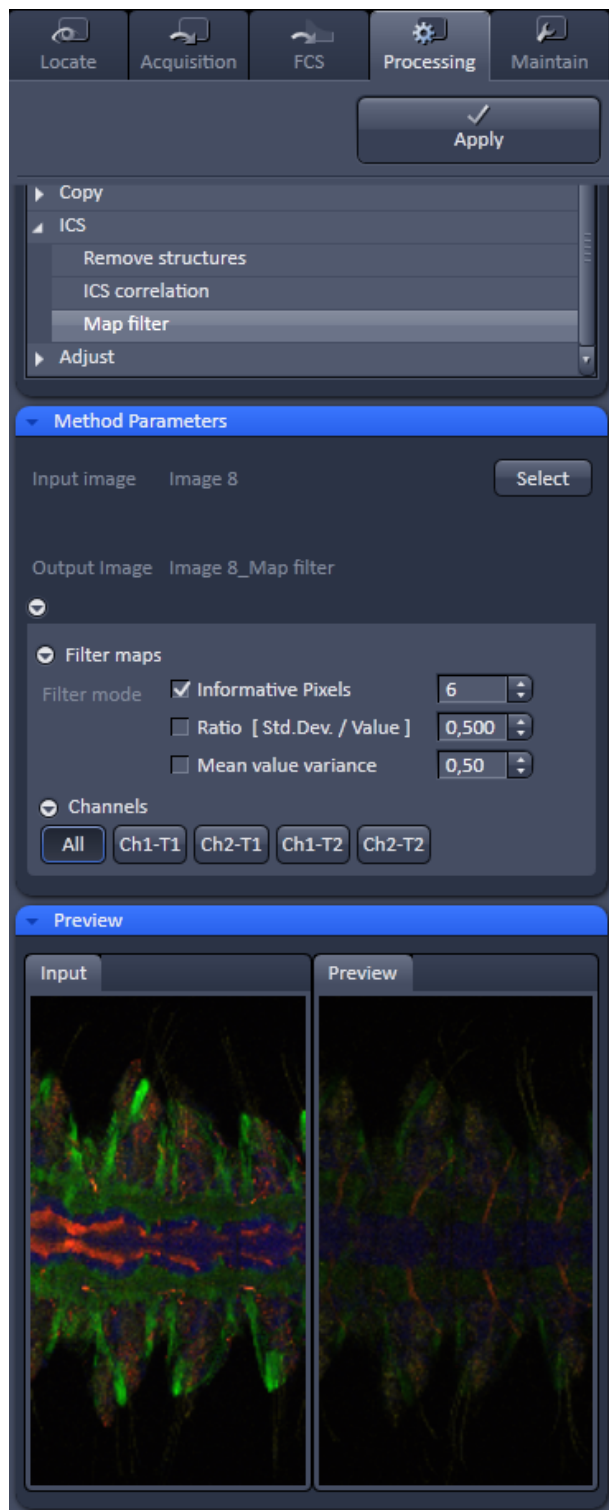 Locate Acquisition FCS Processing Maintain
Apply
Copy
ICS
Remove structures
ICS correlation
Map filter
Adjust
Method Parameters
Input image Image 8 Select
Output Image Image 8_Map filter
Filter maps
Filter mode Informative Pixels 6
Ratio [ Std.Dev. / Value ] 0,500
Mean value variance 0,50
Channels
All Ch1-T1 Ch2-T1 Ch1-T2 Ch2-T2
Preview
Input Preview